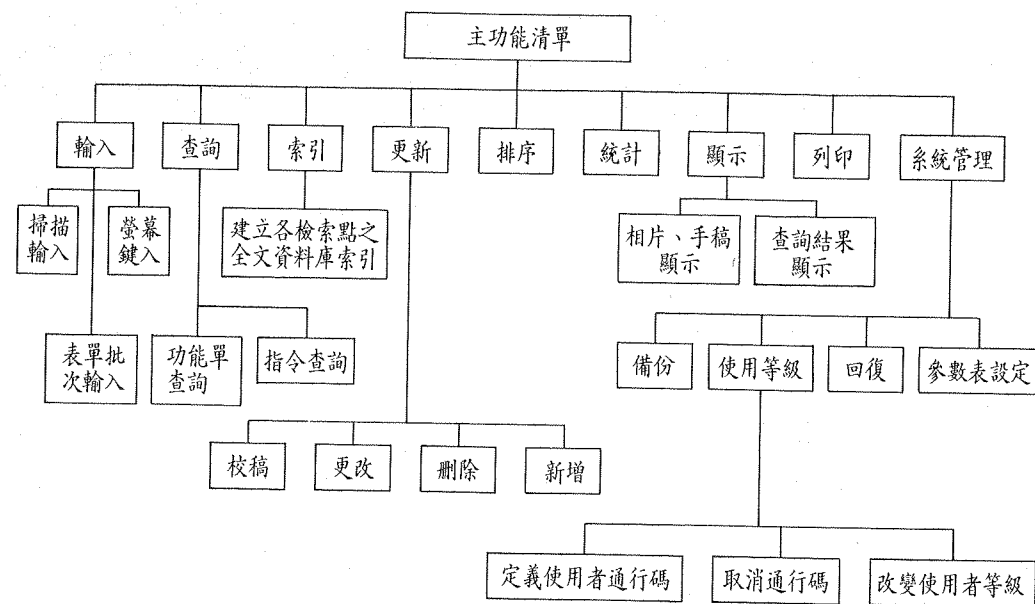 主功能清單
輸入
查詢
索引
更新
排序
統計
顯示
列印
系統管理
掃描
輸入
螢幕
鍵入
建立各檢索點之
全文資料庫索引
相片、手稿
顯示
查詢結果
顯示
表單批
次輸入
功能單
查詢
指令查詢
備份
使用等級
回復
參數表設定
校稿
更改
刪除
新增
定義使用者通行碼
取消通行碼
改變使用者等級